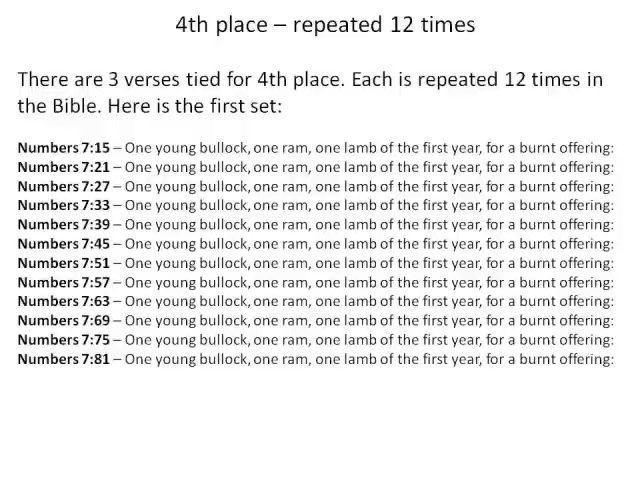 4th place – repeated 12 times
There are 3 verses tied for 4th place. Each is repeated 12 times in
the Bible. Here is the first set:
Numbers 7:15 – One young bullock, one ram, one lamb of the first year, for a burnt offering:
Numbers 7:21 – One young bullock, one ram, one lamb of the first year, for a burnt offering:
Numbers 7:27 – One young bullock, one ram, one lamb of the first year, for a burnt offering:
Numbers 7:33 – One young bullock, one ram, one lamb of the first year, for a burnt offering:
Numbers 7:39 – One young bullock, one ram, one lamb of the first year, for a burnt offering:
Numbers 7:45 – One young bullock, one ram, one lamb of the first year, for a burnt offering:
Numbers 7:51 – One young bullock, one ram, one lamb of the first year, for a burnt offering:
Numbers 7:57 – One young bullock, one ram, one lamb of the first year, for a burnt offering:
Numbers 7:63 – One young bullock, one ram, one lamb of the first year, for a burnt offering:
Numbers 7:69 – One young bullock, one ram, one lamb of the first year, for a burnt offering:
Numbers 7:75 – One young bullock, one ram, one lamb of the first year, for a burnt offering:
Numbers 7:81 – One young bullock, one ram, one lamb of the first year, for a burnt offering: